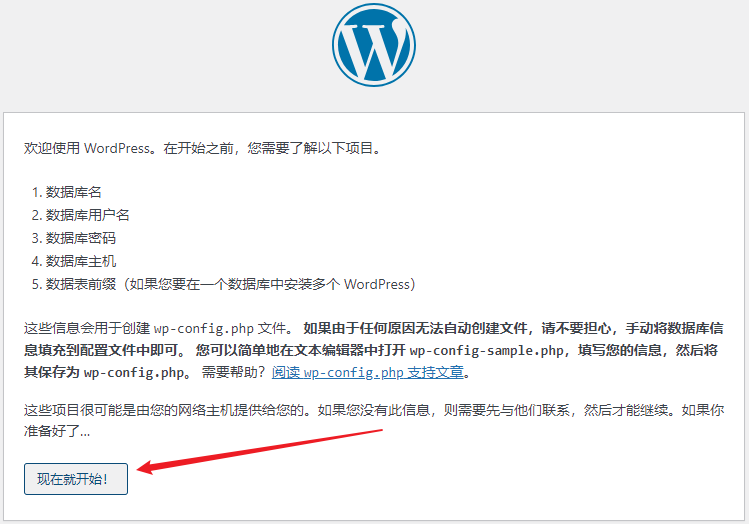 欢迎使用 WordPress。在开始之前，您需要了解以下项目。
1. 数据库名
2. 数据库用户名
3. 数据库密码
4. 数据库主机
5. 数据表前缀（如果您要在一个数据库中安装多个 WordPress）
这些信息会用于创建 wp-config.php 文件。 如果由于任何原因无法自动创建文件，请不要担心，手动将数据库信
息填充到配置文件中即可。 您可以简单地在文本编辑器中打开 wp-config-sample.php，填写您的信息，然后将
其保存为 wp-config.php。 需要帮助？阅读 wp-config.php 支持文章。
这些项目很可能是由您的网络主机提供给您的。如果您没有此信息，则需要先与他们联系，然后才能继续。如果你
准备好了...
现在就开始！